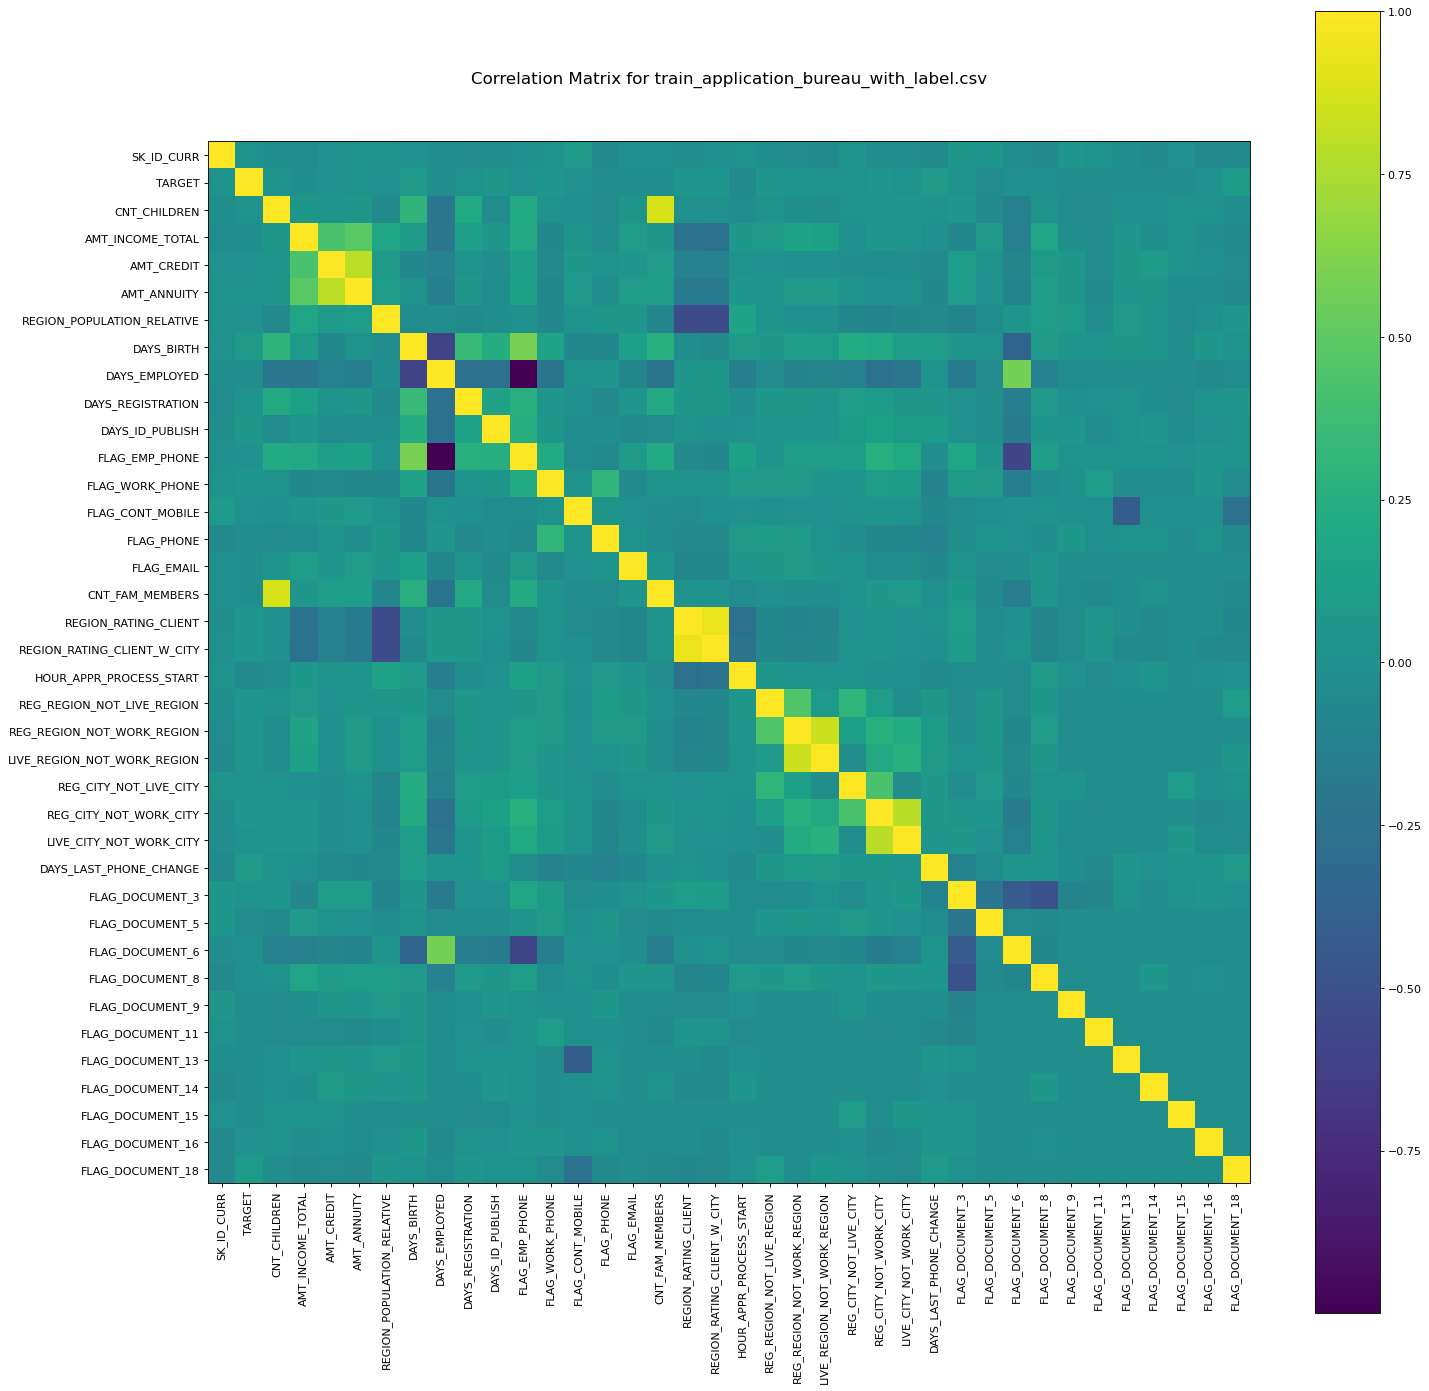 Correlation Matrix for train_application_bureau_with_label.csv
SK_ID_CURR
TARGET
CNT_CHILDREN
AMT_INCOME_TOTAL
AMT_CREDIT
AMT_ANNUITY
REGION_POPULATION_RELATIVE
DAYS_BIRTH
DAYS_EMPLOYED
DAYS_REGISTRATION
DAYS_ID_PUBLISH
FLAG_EMP_PHONE
FLAG_WORK_PHONE
FLAG_CONT_MOBILE
FLAG_PHONE
FLAG_EMAIL
CNT_FAM_MEMBERS
REGION_RATING_CLIENT
REGION_RATING_CLIENT_W_CITY
HOUR_APPR_PROCESS_START
REG_REGION_NOT_LIVE_REGION
REG_REGION_NOT_WORK_REGION
LIVE_REGION_NOT_WORK_REGION
REG_CITY_NOT_LIVE_CITY
REG_CITY_NOT_WORK_CITY
LIVE_CITY_NOT_WORK_CITY
DAYS_LAST_PHONE_CHANGE
FLAG_DOCUMENT_3
FLAG_DOCUMENT_5
FLAG_DOCUMENT_6
FLAG_DOCUMENT_8
FLAG_DOCUMENT_9
FLAG_DOCUMENT_11
FLAG_DOCUMENT_13
FLAG_DOCUMENT_14
FLAG_DOCUMENT_15
FLAG_DOCUMENT_16
FLAG_DOCUMENT_18
SK_ID_CURR
TARGET
CNT_CHILDREN
AMT_INCOME_TOTAL
AMT_CREDIT
AMT_ANNUITY
REGION_POPULATION_RELATIVE
DAYS_BIRTH
DAYS_EMPLOYED
DAYS_REGISTRATION
DAYS_ID_PUBLISH
FLAG_EMP_PHONE
FLAG_WORK_PHONE
FLAG_CONT_MOBILE
FLAG_PHONE
FLAG_EMAIL
CNT_FAM_MEMBERS
REGION_RATING_CLIENT
REGION_RATING_CLIENT_W_CITY
HOUR_APPR_PROCESS_START
REG_REGION_NOT_LIVE_REGION
REG_REGION_NOT_WORK_REGION
LIVE_REGION_NOT_WORK_REGION
REG_CITY_NOT_LIVE_CITY
REG_CITY_NOT_WORK_CITY
LIVE_CITY_NOT_WORK_CITY
DAYS_LAST_PHONE_CHANGE
FLAG_DOCUMENT_3
FLAG_DOCUMENT_5
FLAG_DOCUMENT_6
FLAG_DOCUMENT_8
FLAG_DOCUMENT_9
FLAG_DOCUMENT_11
FLAG_DOCUMENT_13
FLAG_DOCUMENT_14
FLAG_DOCUMENT_15
FLAG_DOCUMENT_16
FLAG_DOCUMENT_18
1.00
0.75
0.50
0.25
0.00
−0.25
−0.50
−0.75